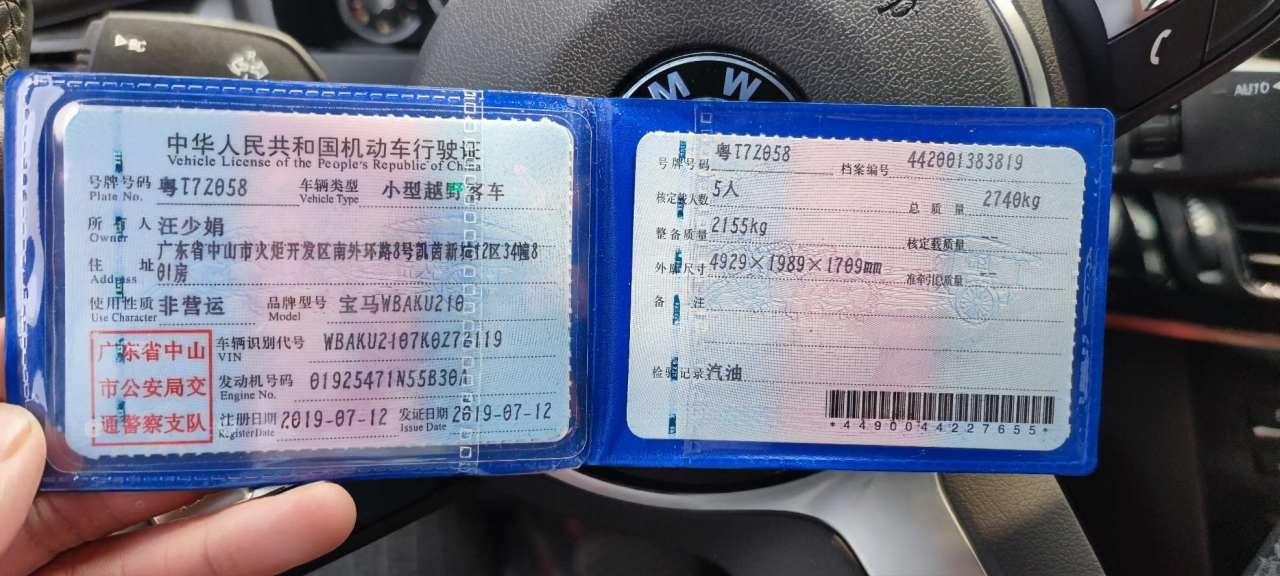 BC
M W
AUTO
中华人民共和国机动车行驶证
Vehicle License of the People's Republic of China
号牌号码 粤T7Z058 车辆类型 小型越野客车
Plate No. Vehicle Type
所有人 汪少娟
Owner
住址 广东省中山市火炬开发区南外环路8号凯茵新城12区34幢8
01房
Address
使用性质 非营运 品牌型号 宝马WBAKU210
Use Character Model
广东省中山
市公安局交
通警察支队
车辆识别代号 WBAKU2107K0Z72119
VIN
发动机号码 01925471N55B30A
Engine No.
注册日期 2019-07-12 发证日期 2019-07-12
Register Date Issue Date
号牌号码 粤T7Z058 档案编号 442001383819
核定载人数 5人 总质量 2740kg
整备质量 2155kg 核定载质量 --
外廓尺寸 4929×1989×1709mm 准牵引总质量 --
备注
检验记录 汽油
*4490044227655*